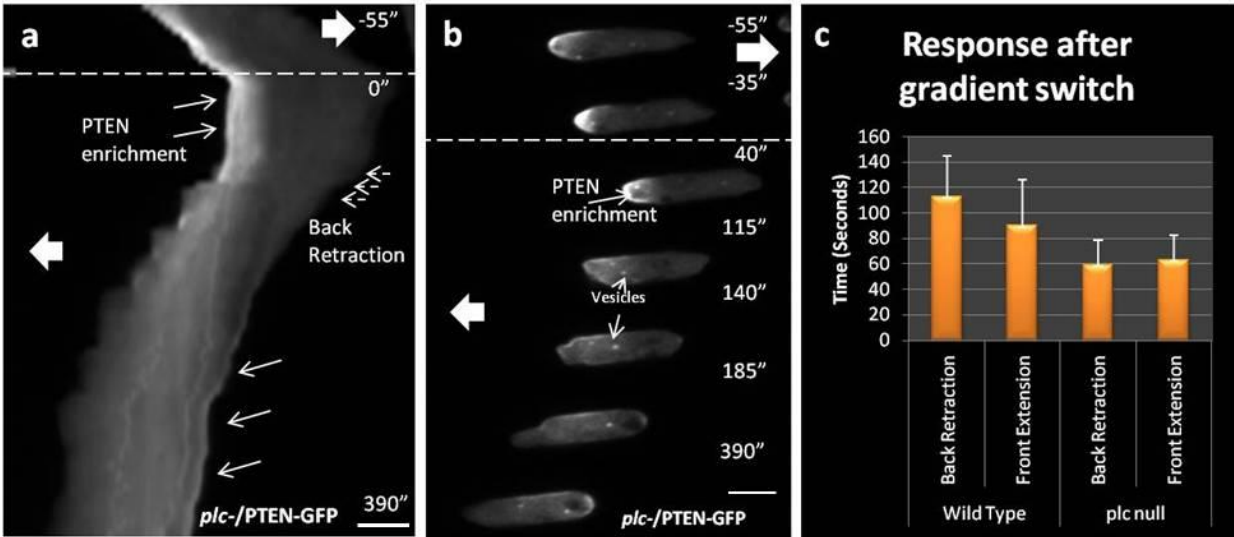 a
-55”
0”
PTEN
enrichment
Back
Retraction
plc-/PTEN-GFP
390”
b
-55”
-35”
40”
PTEN
enrichment
115”
Vesicles
140”
185”
390”
plc-/PTEN-GFP
c
Response after
gradient switch
Time (Seconds)
160
140
120
100
80
60
40
20
0
Back Retraction
Front Extension
Back Retraction
Front Extension
Wild Type
plc null